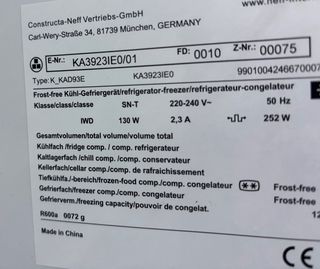 Constructa-Neff Vertriebs-GmbH
Carl-Wery-Straße 34, 81739 München, GERMANY
E-Nr.: KA3923IE0/01 FD: 0010 Z-Nr.: 00075
Type: K_KAD93E KA3923IE0 9901004246670007
Frost-free Kühl-Gefriergerät/refrigerator-freezer/refrigerateur-congelateur
Klasse/class/classe SN-T 220-240 V~ 50 Hz
IWD 130 W 2,3 A 252 W
Gesamtvolumen/total volume/volume total
Kühlfach /fridge comp./ comp. refrigerateur
Kaltlagerfach /chill comp. /comp. conservateur
Kellerfach/cellar comp./comp. de rafraichissement
Tiefkühlfa./-bereich/frozen-food comp./comp. congelateur Frost-free
Gefrierfach/freezer comp./ comp. congelateur Frost-free
Gefrierverm./freezing capacity/pouvoir de congelat. 12
R600a 0072 g
Made in China
CE